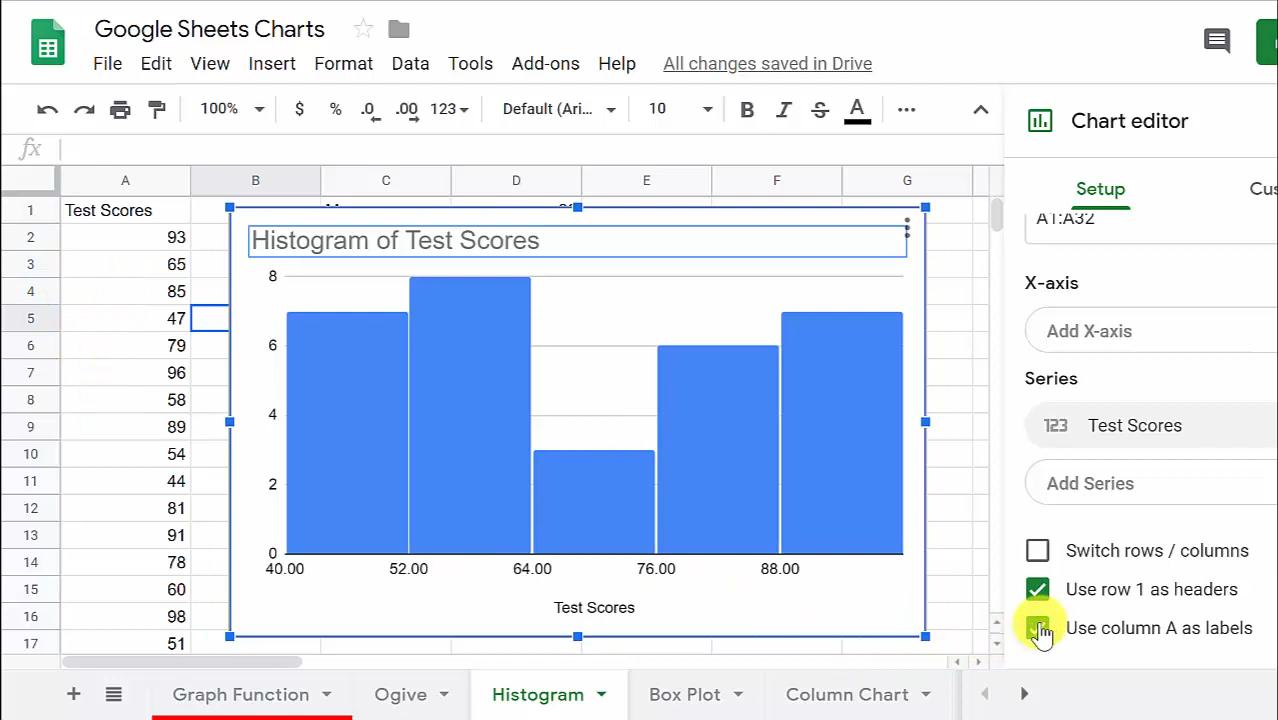 Google Sheets Charts
File Edit View Insert Format Data Tools Add-ons Help All changes saved in Drive
100% $ % .0 .00 123 Default (Ari... 10 B I S A
fx
Chart editor
Setup
A1:A32
X-axis
Add X-axis
Series
123 Test Scores
Add Series
Switch rows / columns
Use row 1 as headers
Use column A as labels
A B C D E F G
1 Test Scores
2 93
3 65
4 85
5 47
6 79
7 96
8 58
9 89
10 54
11 44
12 81
13 91
14 78
15 60
16 98
17 51
Histogram of Test Scores
8
6
4
2
0
40.00 52.00 64.00 76.00 88.00
Test Scores
Graph Function Ogive Histogram Box Plot Column Chart